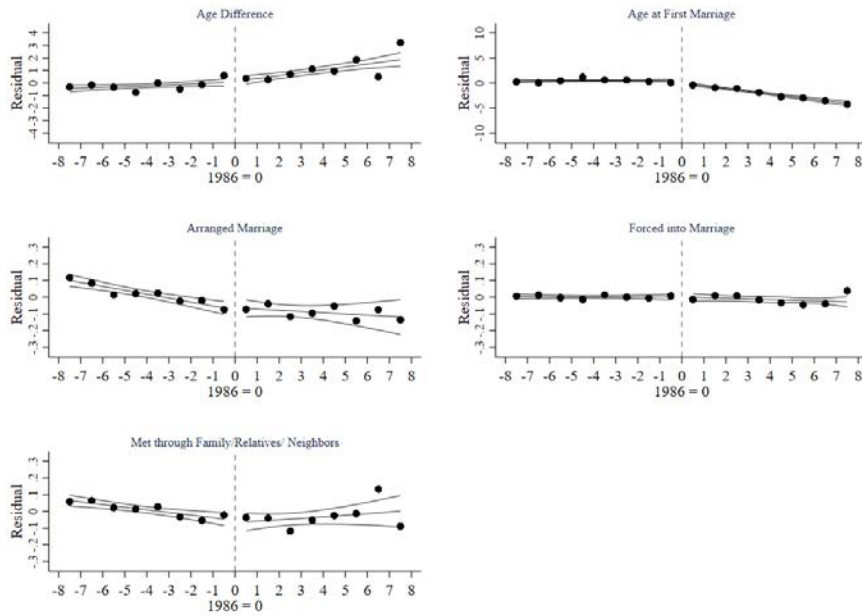 Age Difference
Residual
-4 -3 -2 -1 0 1 2 3 4
-8 -7 -6 -5 -4 -3 -2 -1 0 1 2 3 4 5 6 7 8
1986 = 0
Age at First Marriage
Residual
-10 -5 0 5 10
-8 -7 -6 -5 -4 -3 -2 -1 0 1 2 3 4 5 6 7 8
1986 = 0
Arranged Marriage
Residual
-.3 -.2 -.1 0 .1 .2 .3
-8 -7 -6 -5 -4 -3 -2 -1 0 1 2 3 4 5 6 7 8
1986 = 0
Forced into Marriage
Residual
-.3 -.2 -.1 0 .1 .2 .3
-8 -7 -6 -5 -4 -3 -2 -1 0 1 2 3 4 5 6 7 8
1986 = 0
Met through Family/Relatives/ Neighbors
Residual
-.3 -.2 -.1 0 .1 .2 .3
-8 -7 -6 -5 -4 -3 -2 -1 0 1 2 3 4 5 6 7 8
1986 = 0